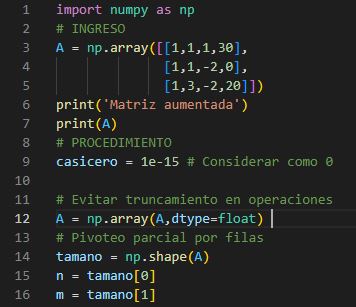 1 import numpy as np
2 # INGRESO
3 A = np.array([[1,1,1,30],
4 [1,1,-2,0],
5 [1,3,-2,20]])
6 print('Matriz aumentada')
7 print(A)
8 # PROCEDIMIENTO
9 casicero = 1e-15 # Considerar como 0
10
11 # Evitar truncamiento en operaciones
12 A = np.array(A,dtype=float)
13 # Pivoteo parcial por filas
14 tamano = np.shape(A)
15 n = tamano[0]
16 m = tamano[1]